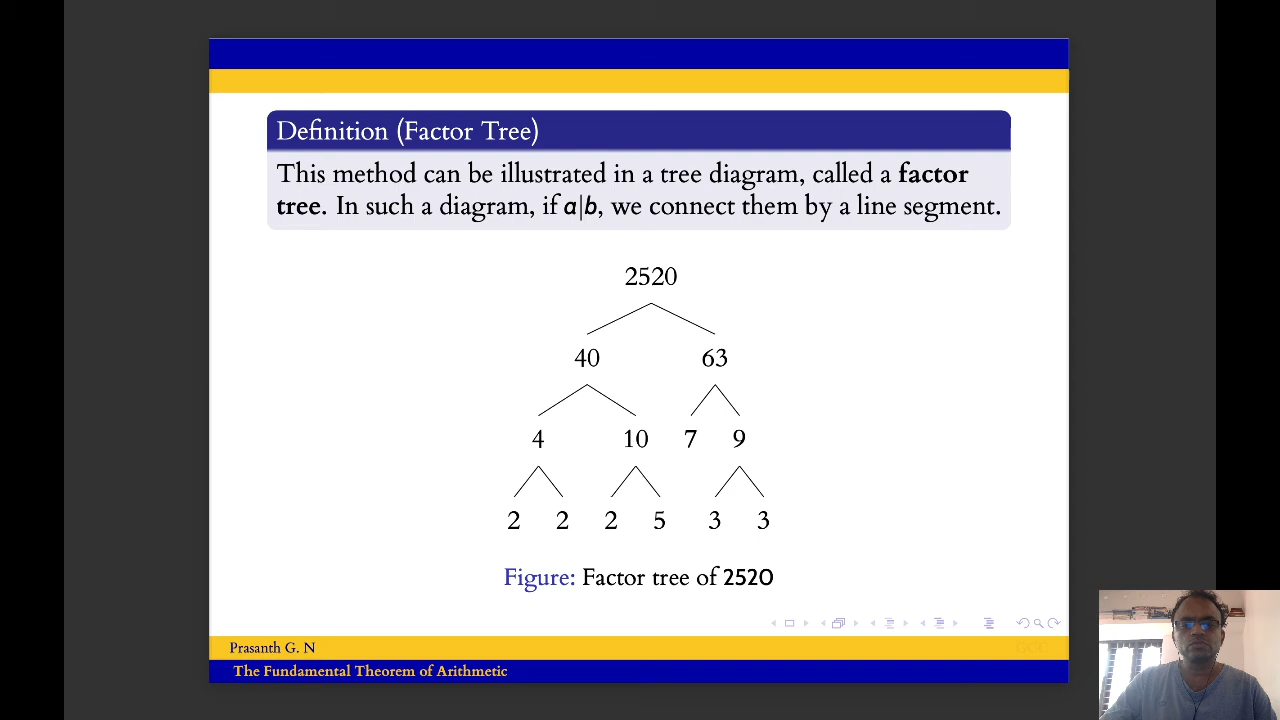 Definition (Factor Tree)
This method can be illustrated in a tree diagram, called a factor
tree. In such a diagram, if a|b, we connect them by a line segment.
2520
40 63
4 10 7 9
2 2 2 5 3 3
Figure: Factor tree of 2520
Prasanth G. N
The Fundamental Theorem of Arithmetic